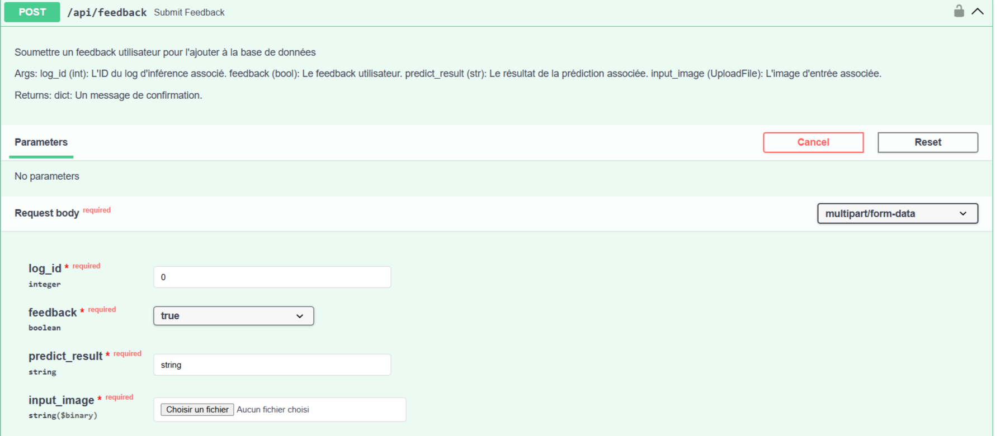 POST /api/feedback Submit Feedback
Soumettre un feedback utilisateur pour l'ajouter à la base de données
Args: log_id (int): L'ID du log d'inférence associé. feedback (bool): Le feedback utilisateur. predict_result (str): Le résultat de la prédiction associée. input_image (UploadFile): L'image d'entrée associée.
Returns: dict: Un message de confirmation.
Parameters Cancel Reset
No parameters
Request body required multipart/form-data
log_id * required
integer
0
feedback * required
boolean
true
predict_result * required
string
string
input_image * required
string($binary)
Choisir un fichier Aucun fichier choisi